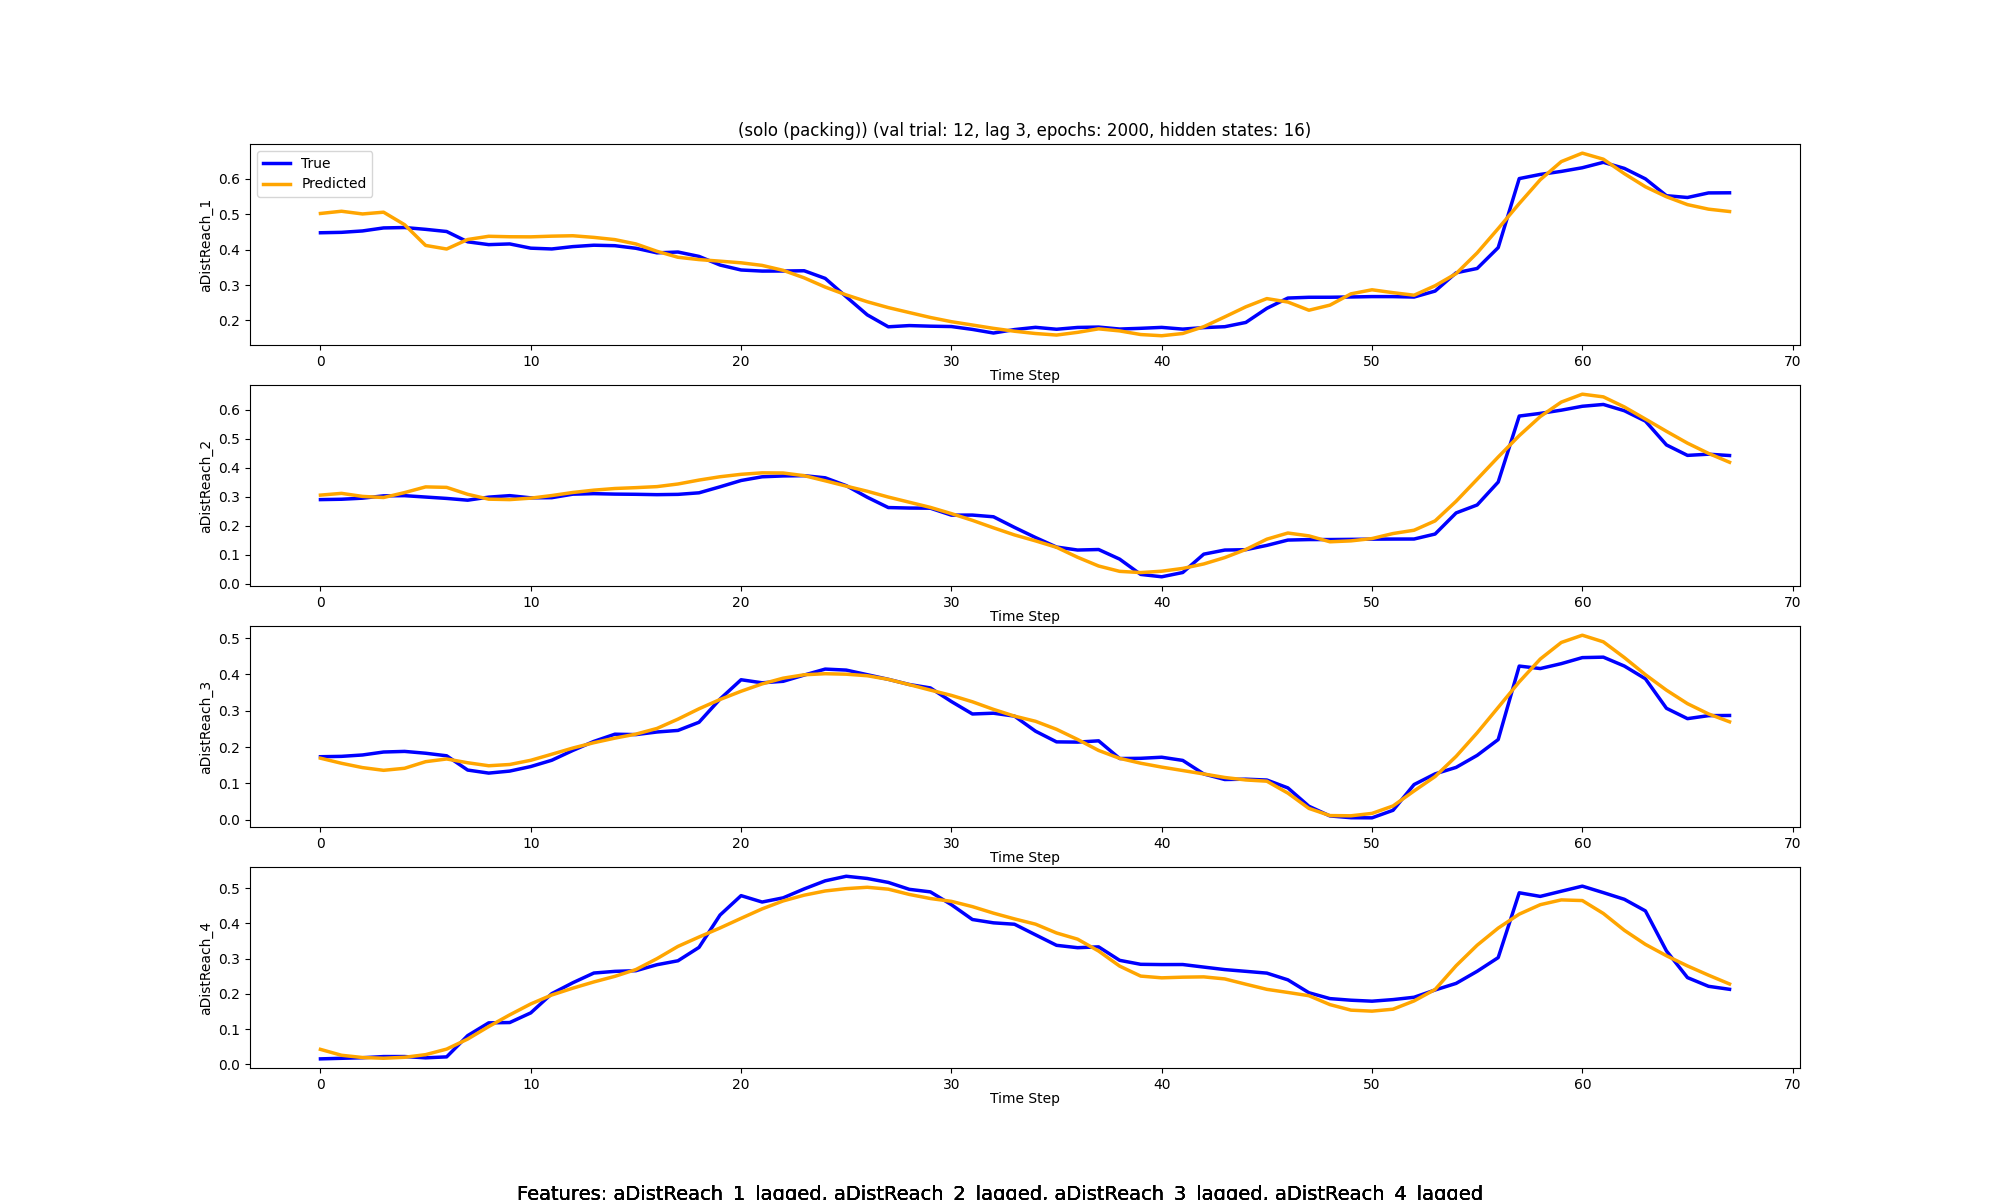 (solo (packing)) (val trial: 12, lag 3, epochs: 2000, hidden states: 16)
True
Predicted
aDistReach_1
0.6
0.5
0.4
0.3
0.2
0 10 20 30 40 50 60 70
Time Step
aDistReach_2
0.6
0.5
0.4
0.3
0.2
0.1
0.0
0 10 20 30 40 50 60 70
Time Step
aDistReach_3
0.5
0.4
0.3
0.2
0.1
0.0
0 10 20 30 40 50 60 70
Time Step
aDistReach_4
0.5
0.4
0.3
0.2
0.1
0.0
0 10 20 30 40 50 60 70
Time Step
Features: aDistReach_1_lagged, aDistReach_2_lagged, aDistReach_3_lagged, aDistReach_4_lagged